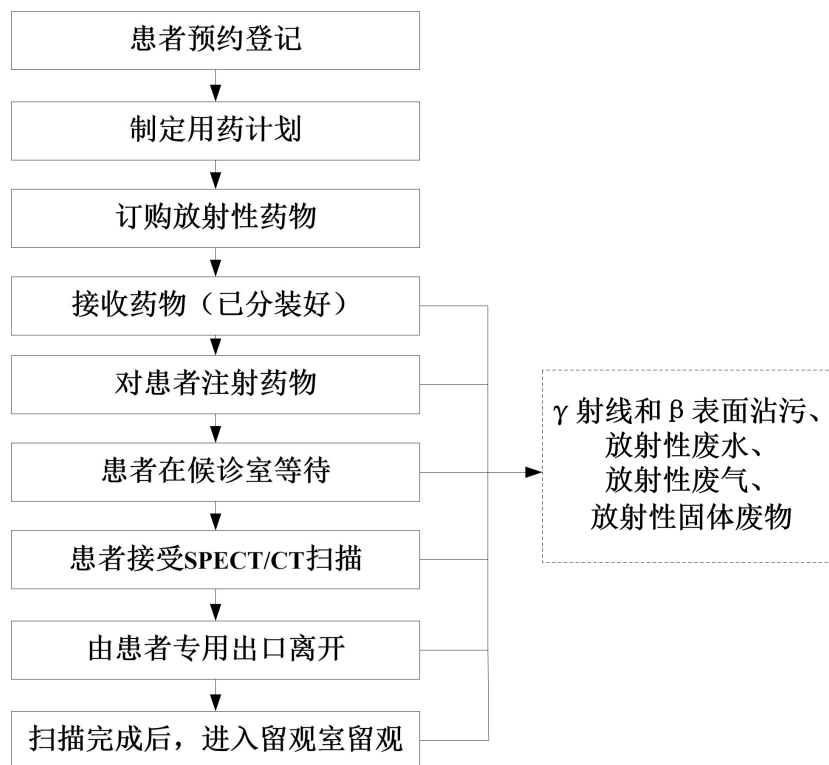 患者预约登记
制定用药计划
订购放射性药物
接收药物（已分装好）
对患者注射药物
患者在候诊室等待
患者接受SPECT/CT扫描
由患者专用出口离开
扫描完成后，进入留观室留观
γ 射线和 β 表面沾污、
放射性废水、
放射性废气、
放射性固体废物